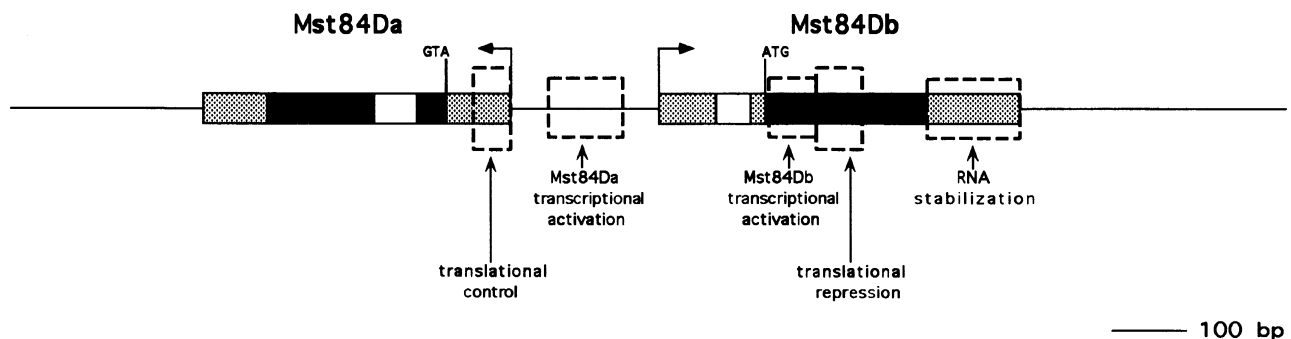 Mst84Da
Mst84Db
GTA
ATG
Mst84Da
transcriptional
activation
Mst84Db
transcriptional
activation
RNA
stabilization
translational
control
translational
repression
100 bp